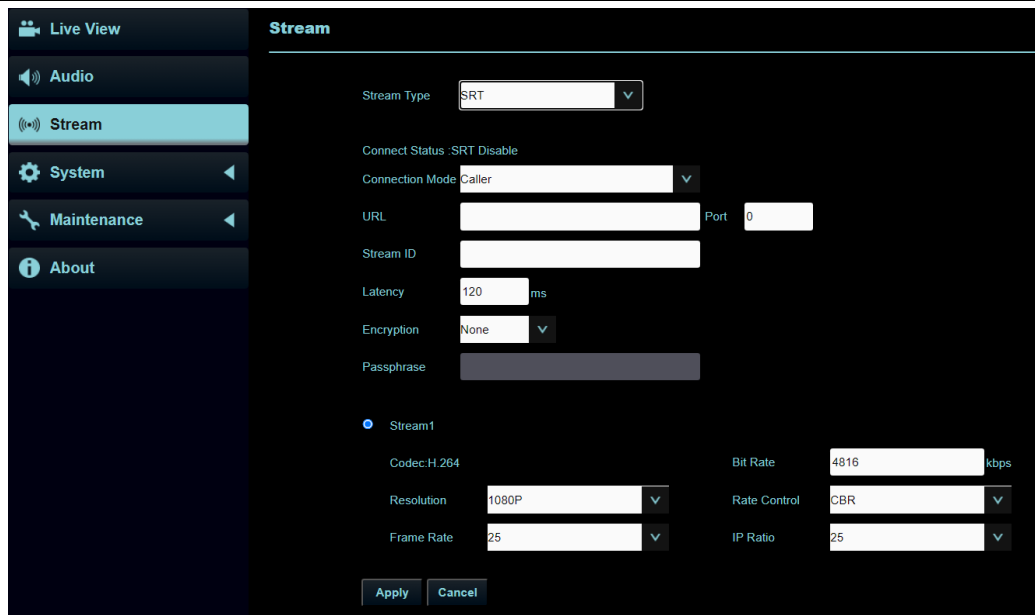 Live View
Audio
Stream
System
Maintenance
About
Stream
Stream Type SRT
Connect Status :SRT Disable
Connection Mode Caller
URL Port 0
Stream ID
Latency 120 ms
Encryption None
Passphrase
Stream1
Codec:H.264 Bit Rate 4816 kbps
Resolution 1080P Rate Control CBR
Frame Rate 25 IP Ratio 25
Apply Cancel